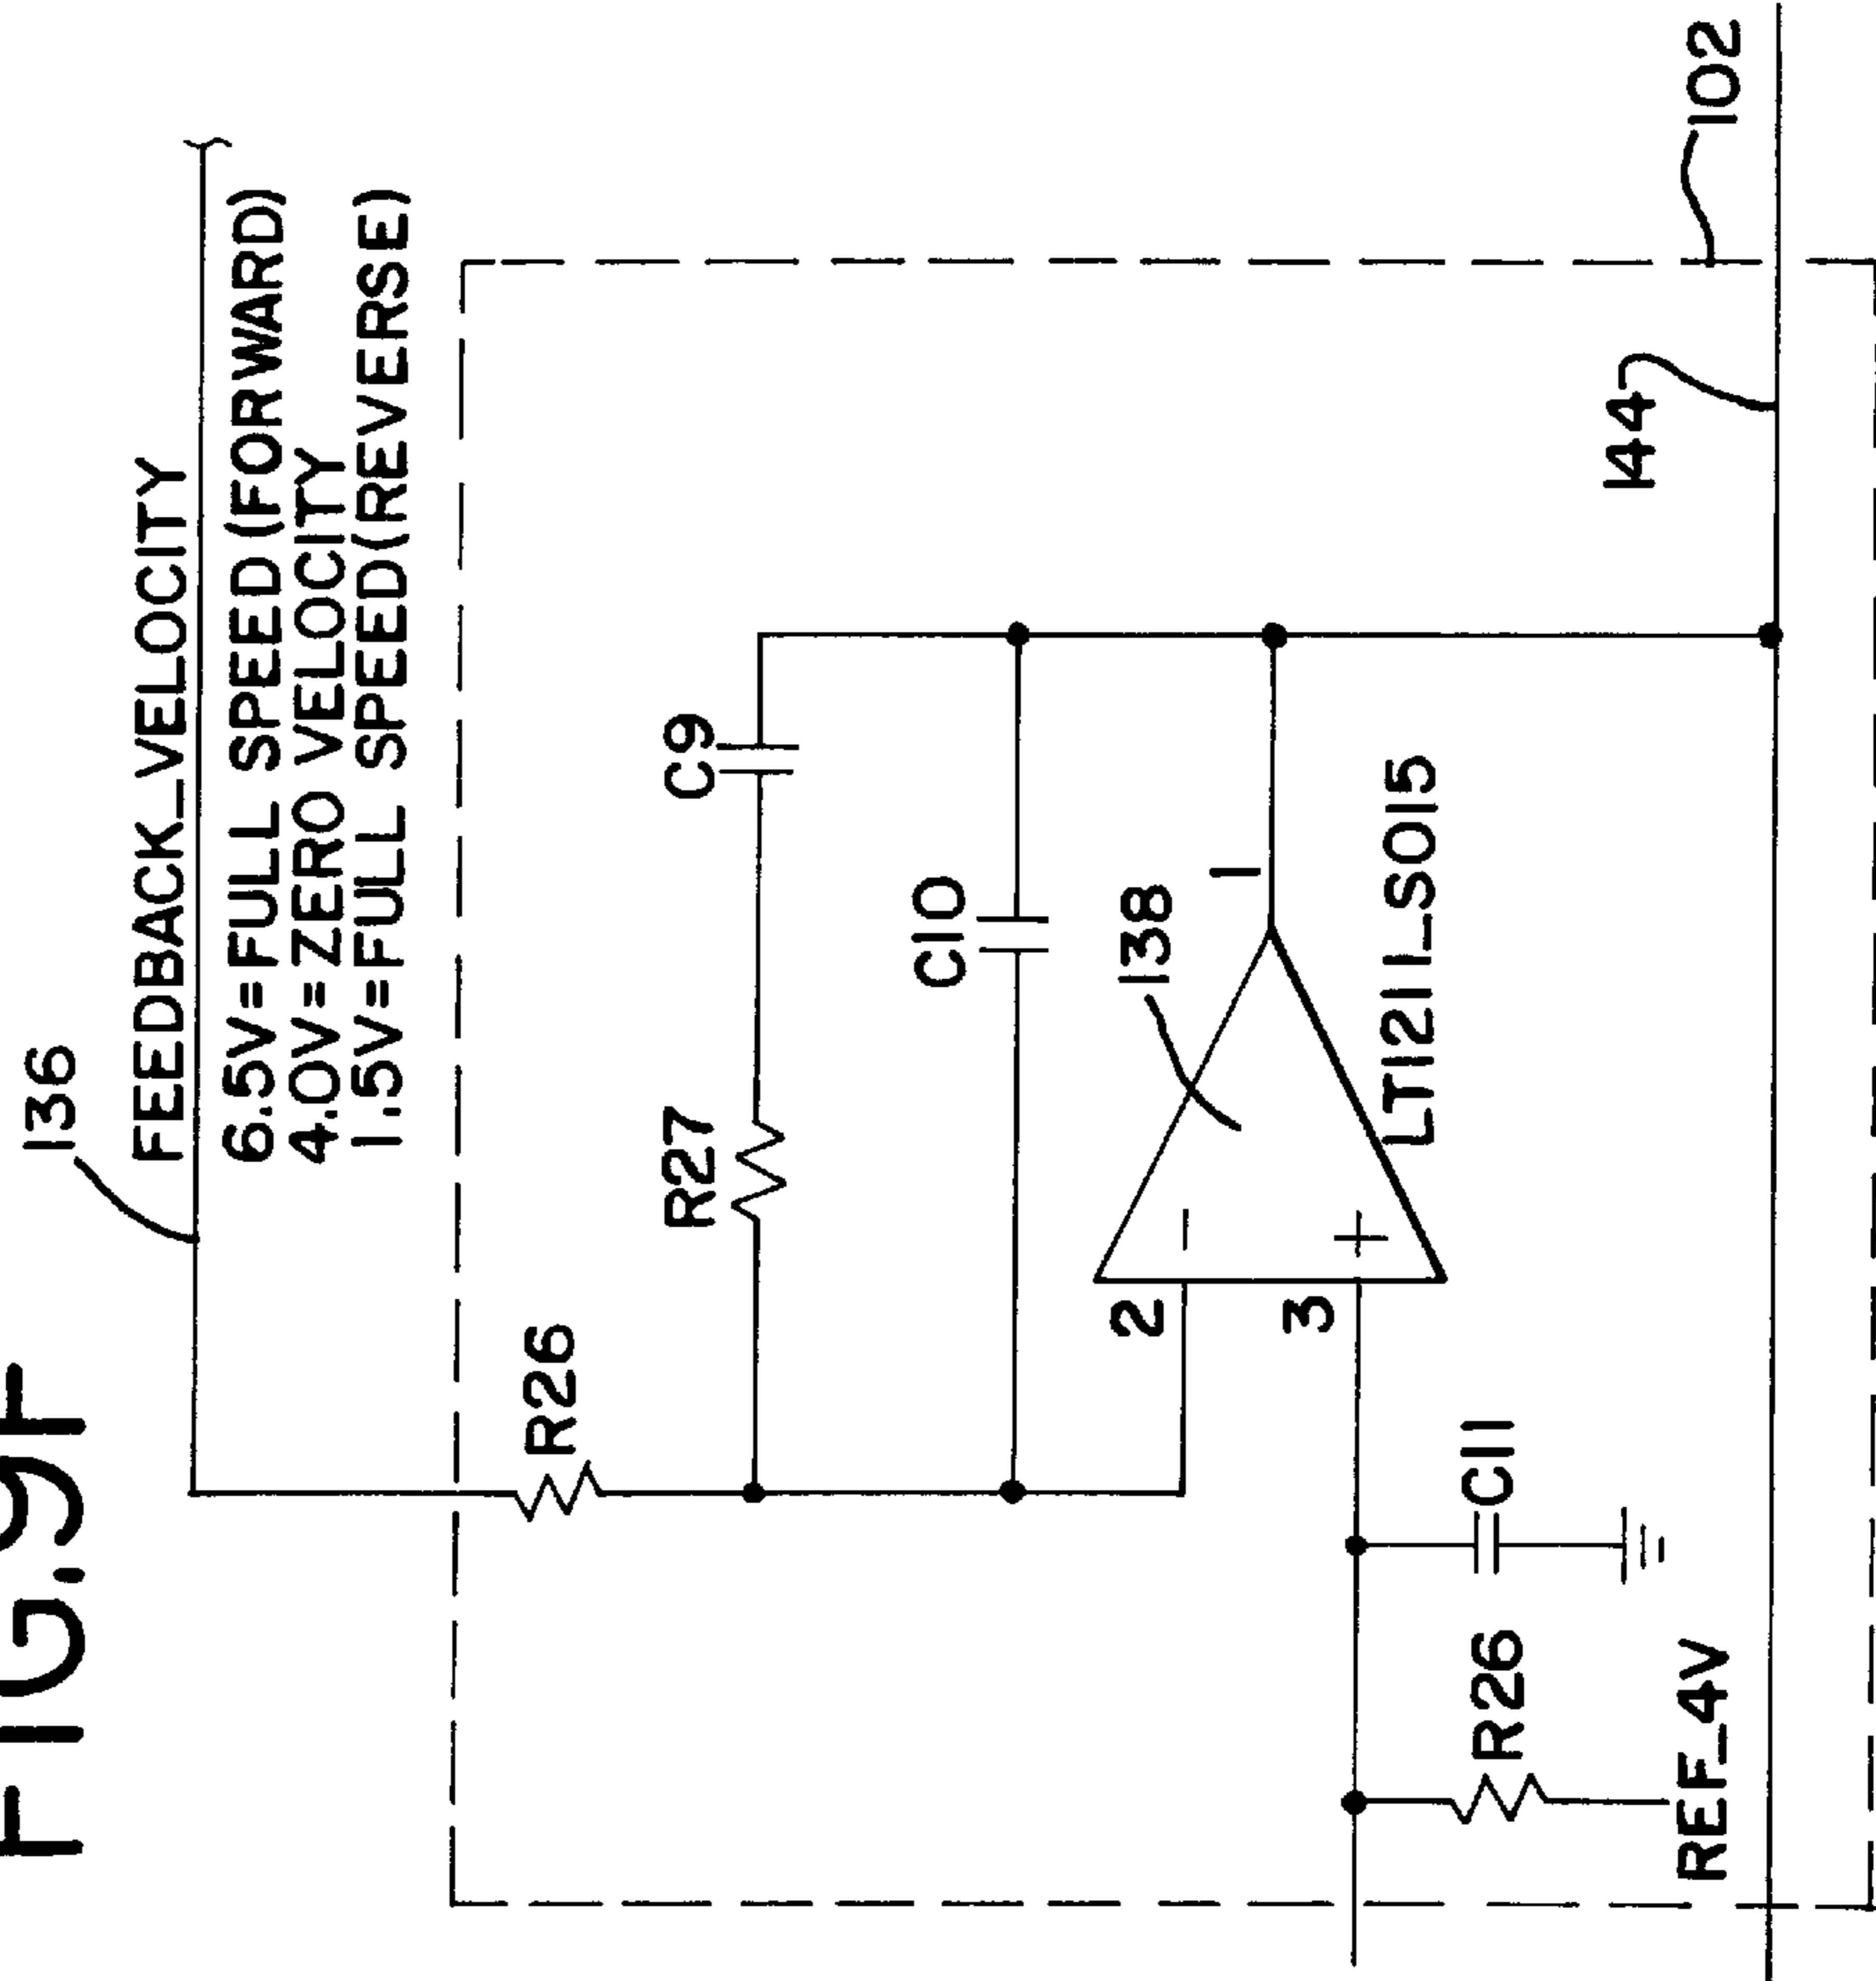 FIG. 9F
136
FEEDBACK_VELOCITY
6.5V=FULL SPEED (FORWARD)
4.0V=ZERO VELOCITY
1.5V=FULL SPEED(REVERSE)
R26
R27
C9
C10
138
2
1
3
LT1211_SO15
C11
R26
REF_4V
144
102